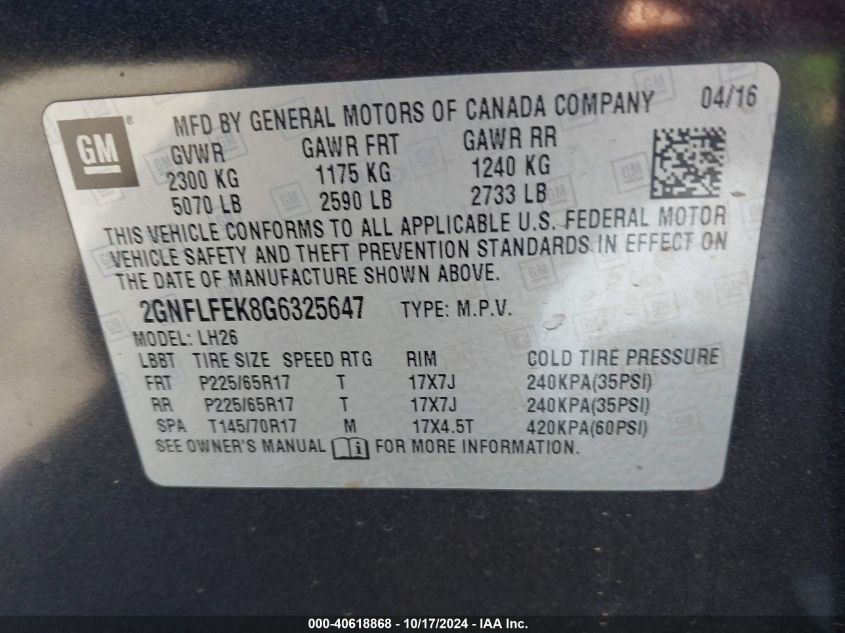 GM ®
MFD BY GENERAL MOTORS OF CANADA COMPANY 04/16
GVWR GAWR FRT GAWR RR
2300 KG 1175 KG 1240 KG
5070 LB 2590 LB 2733 LB
THIS VEHICLE CONFORMS TO ALL APPLICABLE U.S. FEDERAL MOTOR
VEHICLE SAFETY AND THEFT PREVENTION STANDARDS IN EFFECT ON
THE DATE OF MANUFACTURE SHOWN ABOVE.
2GNFLFEK8G6325647 TYPE: M.P.V.
MODEL: LH26
LBBT TIRE SIZE SPEED RTG RIM COLD TIRE PRESSURE
FRT P225/65R17 T 17X7J 240KPA(35PSI)
RR P225/65R17 T 17X7J 240KPA(35PSI)
SPA T145/70R17 M 17X4.5T 420KPA(60PSI)
SEE OWNER'S MANUAL i FOR MORE INFORMATION.
000-40618868 - 10/17/2024 - IAA Inc.